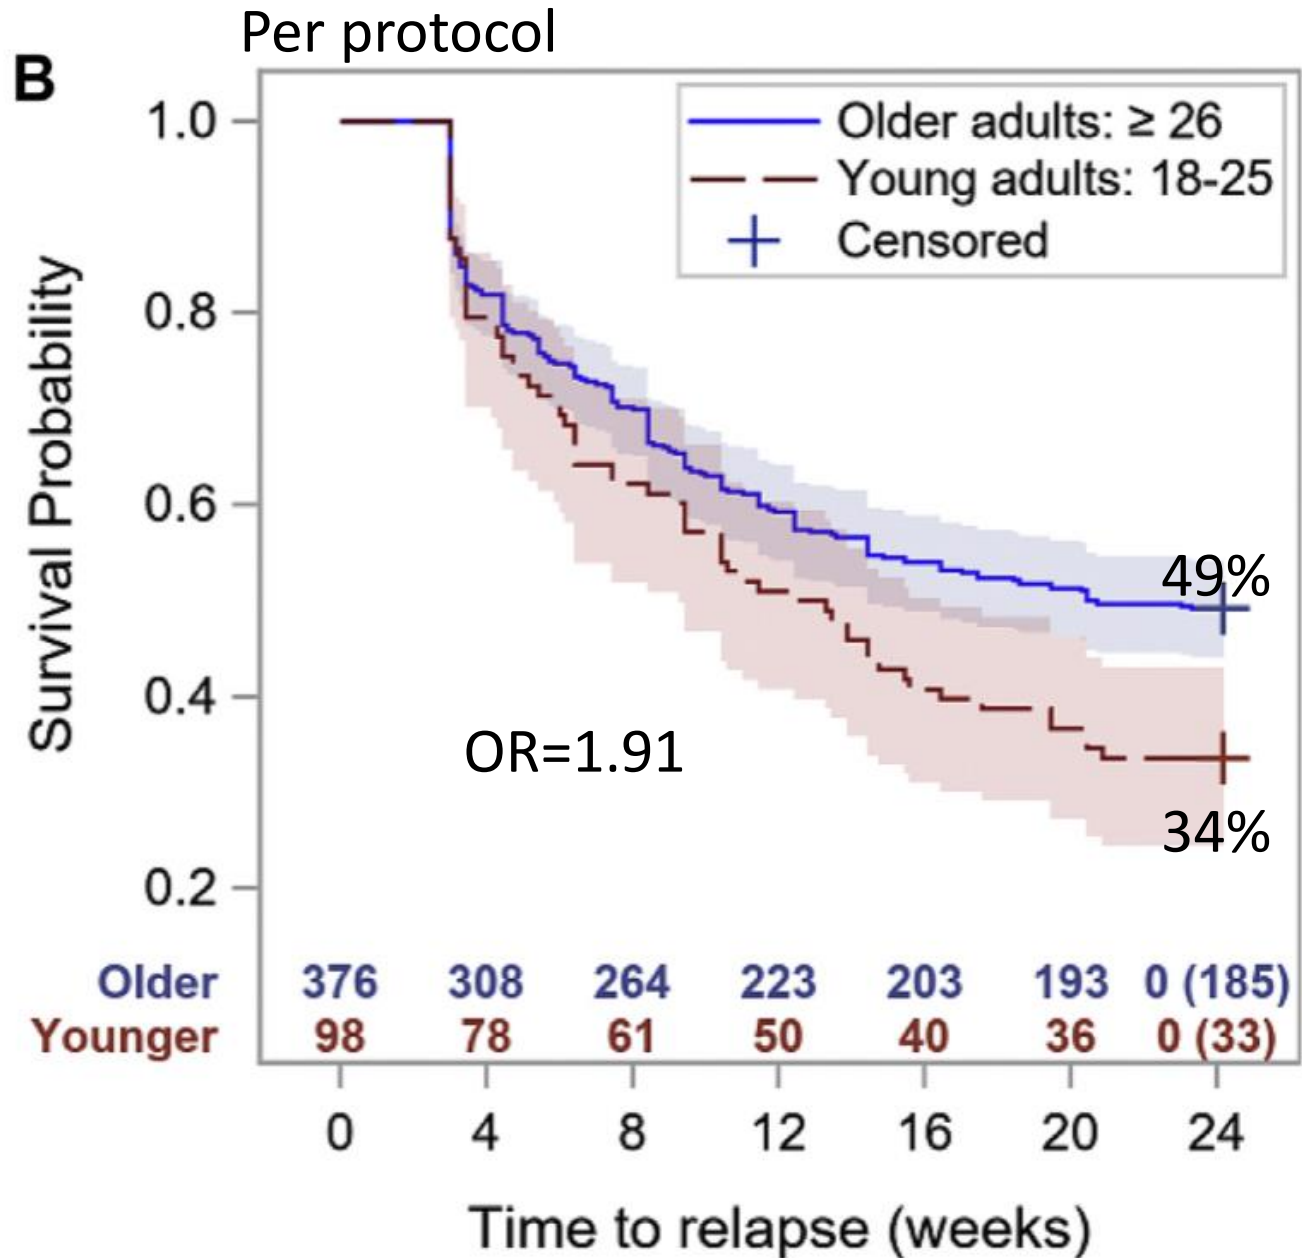 Per protocol
B
Older adults: ≥ 26
Young adults: 18-25
Censored
Survival Probability
1.0
0.8
0.6
0.4
0.2
49%
OR=1.91
34%
Older 376 308 264 223 203 193 0 (185)
Younger 98 78 61 50 40 36 0 (33)
0 4 8 12 16 20 24
Time to relapse (weeks)